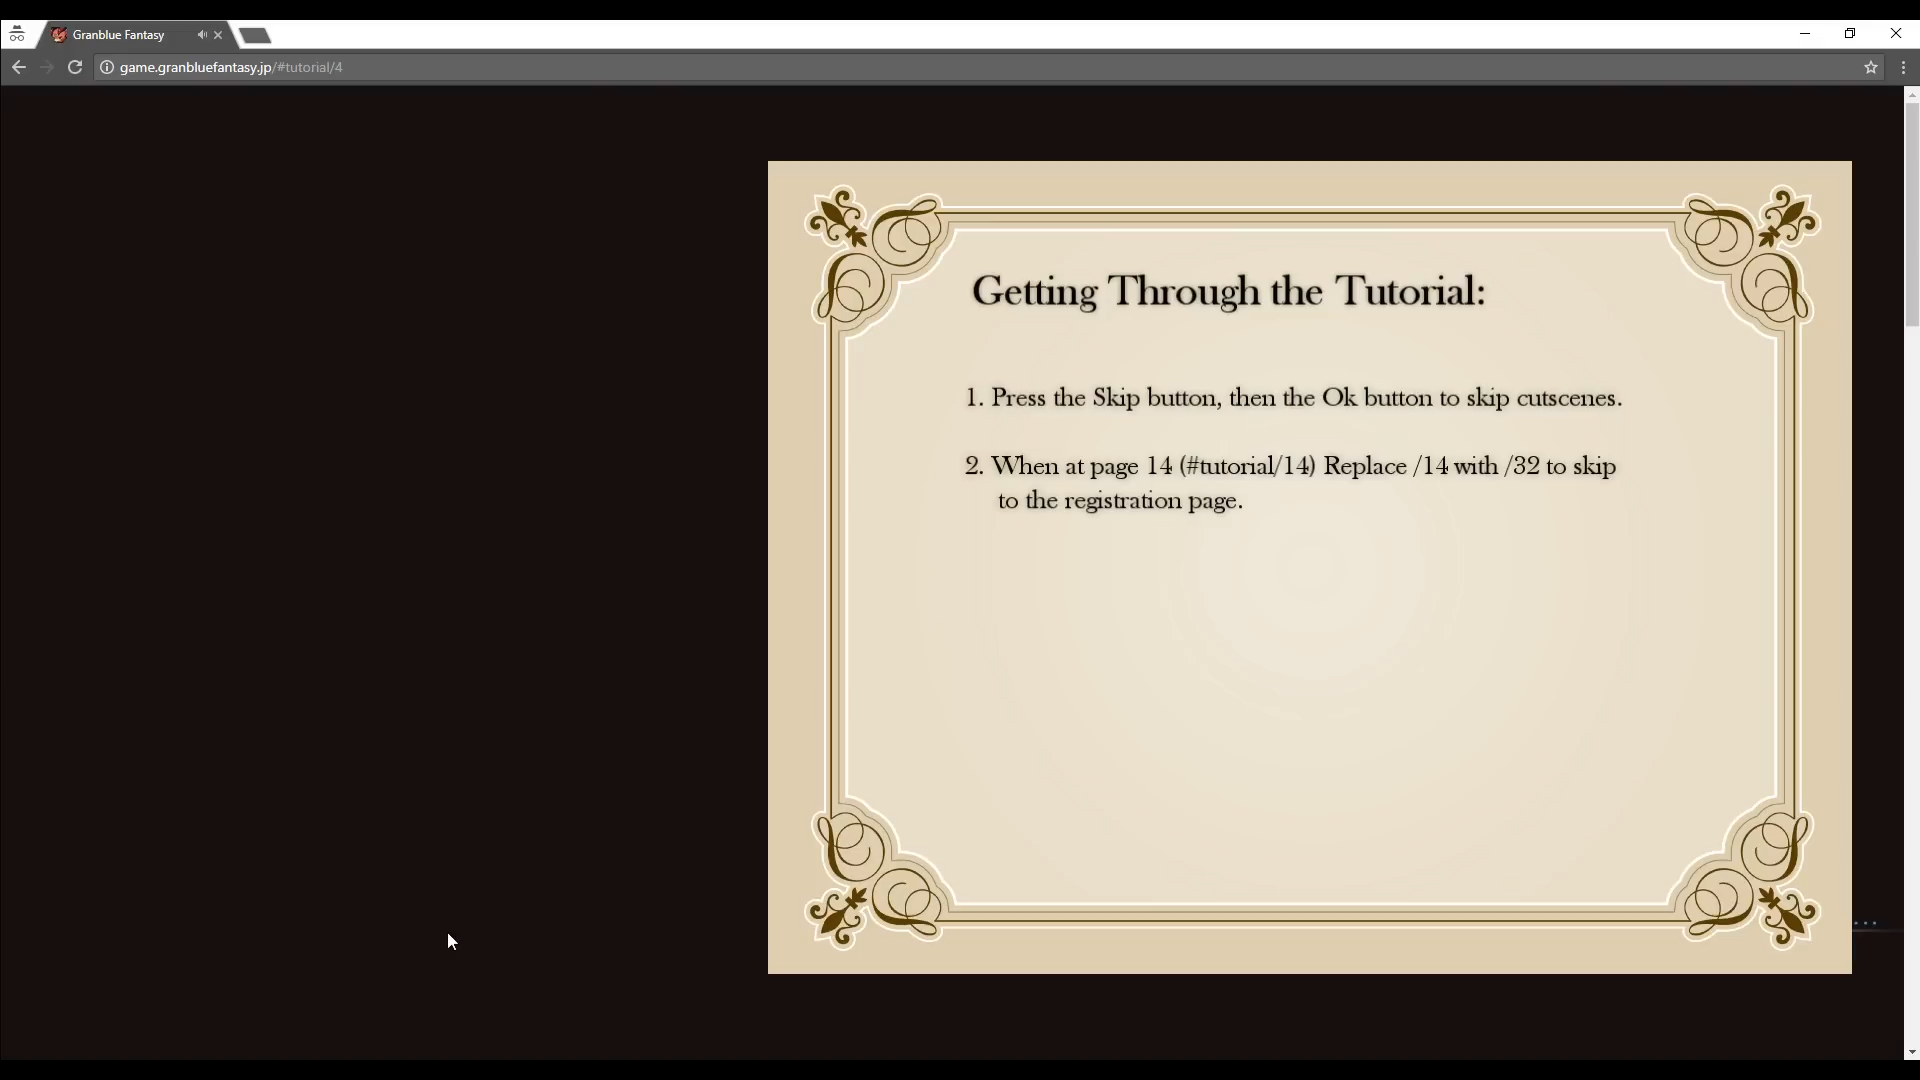 Granblue Fantasy
game.granbluefantasy.jp/#tutorial/4
Getting Through the Tutorial:
1. Press the Skip button, then the Ok button to skip cutscenes.
2. When at page 14 (#tutorial/14) Replace /14 with /32 to skip
to the registration page.